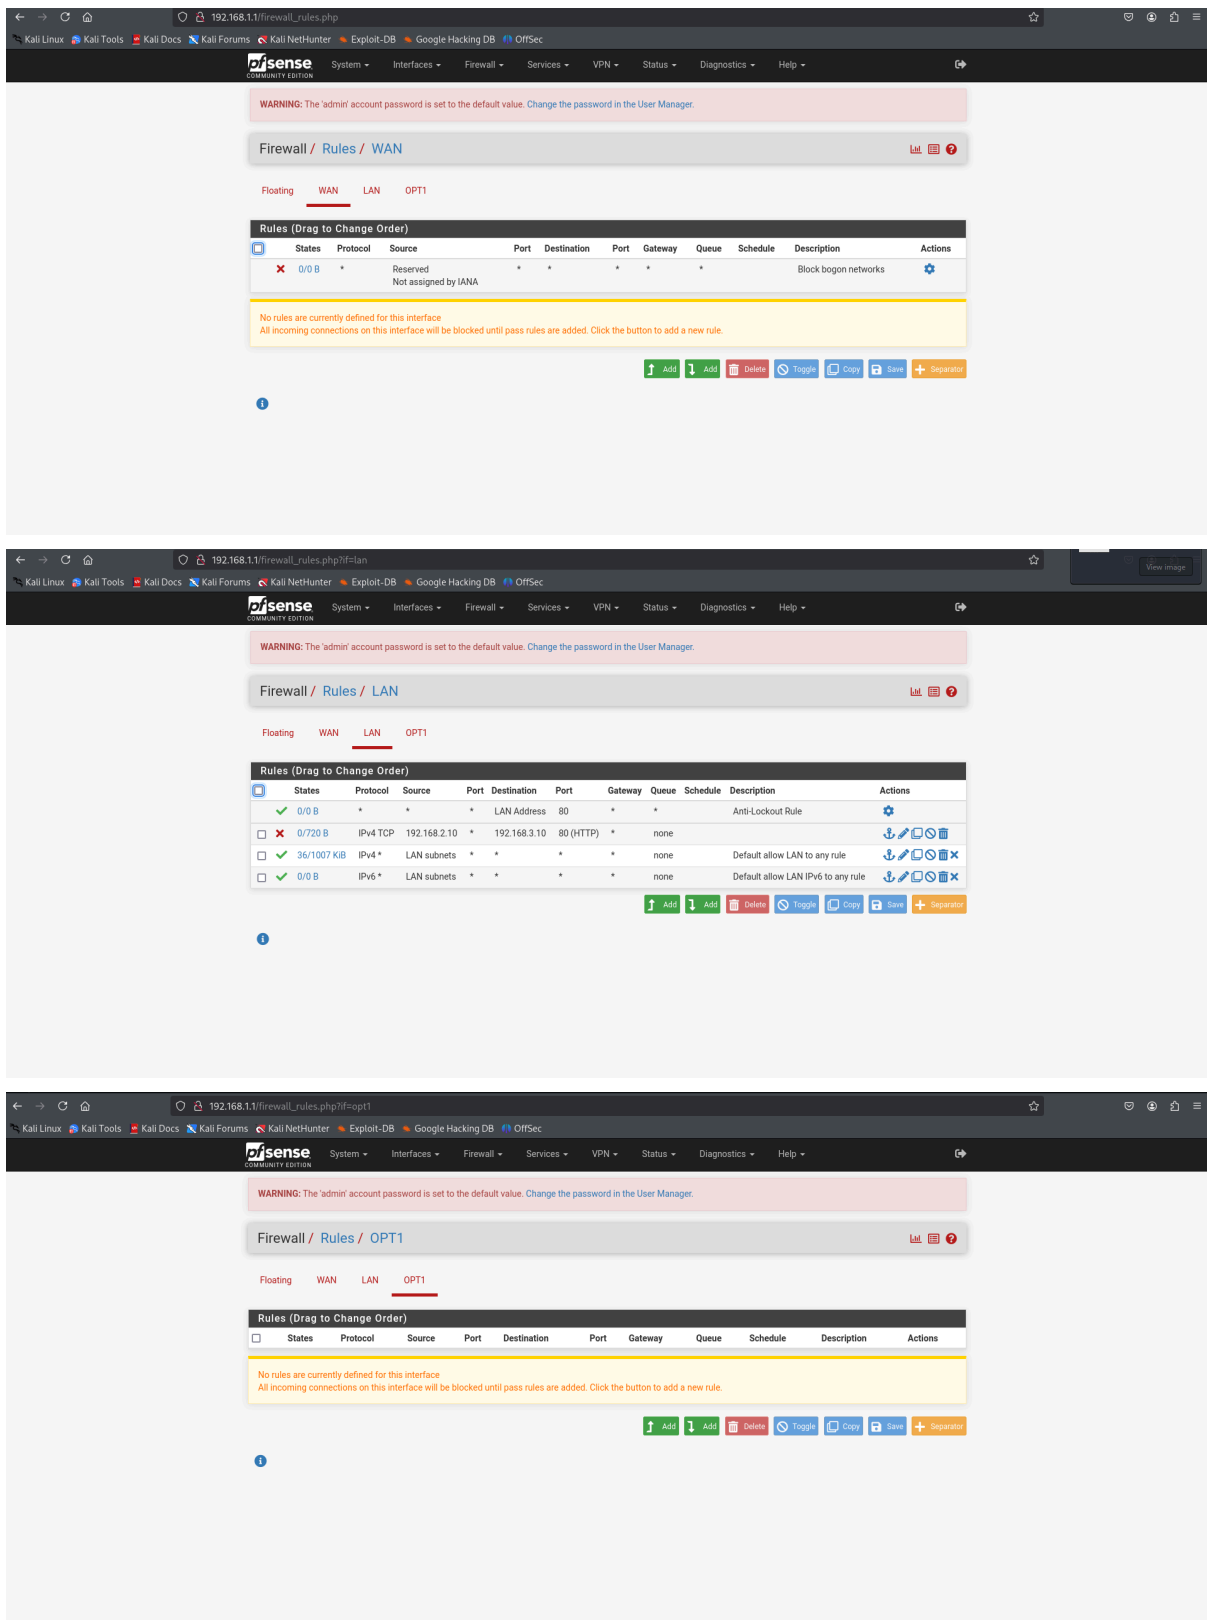 192.168.1.1/firewall_rules.php
Kali Linux Kali Tools Kali Docs Kali Forums Kali NetHunter Exploit-DB Google Hacking DB OffSec
pfsense System Interfaces Firewall Services VPN Status Diagnostics Help
COMMUNITY EDITION
WARNING: The 'admin' account password is set to the default value. Change the password in the User Manager.
Firewall / Rules / WAN
Floating WAN LAN OPT1
Rules (Drag to Change Order)
States Protocol Source Port Destination Port Gateway Queue Schedule Description Actions
0/0 B * Reserved * * * * * Block bogon networks
Not assigned by IANA
No rules are currently defined for this interface
All incoming connections on this interface will be blocked until pass rules are added. Click the button to add a new rule.
Add Add Delete Toggle Copy Save Separator
192.168.1.1/firewall_rules.php?if=lan
View image
Kali Linux Kali Tools Kali Docs Kali Forums Kali NetHunter Exploit-DB Google Hacking DB OffSec
pfsense System Interfaces Firewall Services VPN Status Diagnostics Help
COMMUNITY EDITION
WARNING: The 'admin' account password is set to the default value. Change the password in the User Manager.
Firewall / Rules / LAN
Floating WAN LAN OPT1
Rules (Drag to Change Order)
States Protocol Source Port Destination Port Gateway Queue Schedule Description Actions
0/0 B * * * LAN Address 80 * * Anti-Lockout Rule
0/720 B IPv4 TCP 192.168.2.10 * 192.168.3.10 80 (HTTP) * none
36/1007 KiB IPv4 * LAN subnets * * * * none Default allow LAN to any rule
0/0 B IPv6 * LAN subnets * * * * none Default allow LAN IPv6 to any rule
Add Add Delete Toggle Copy Save Separator
192.168.1.1/firewall_rules.php?if=opt1
Kali Linux Kali Tools Kali Docs Kali Forums Kali NetHunter Exploit-DB Google Hacking DB OffSec
pfsense System Interfaces Firewall Services VPN Status Diagnostics Help
COMMUNITY EDITION
WARNING: The 'admin' account password is set to the default value. Change the password in the User Manager.
Firewall / Rules / OPT1
Floating WAN LAN OPT1
Rules (Drag to Change Order)
States Protocol Source Port Destination Port Gateway Queue Schedule Description Actions
No rules are currently defined for this interface
All incoming connections on this interface will be blocked until pass rules are added. Click the button to add a new rule.
Add Add Delete Toggle Copy Save Separator